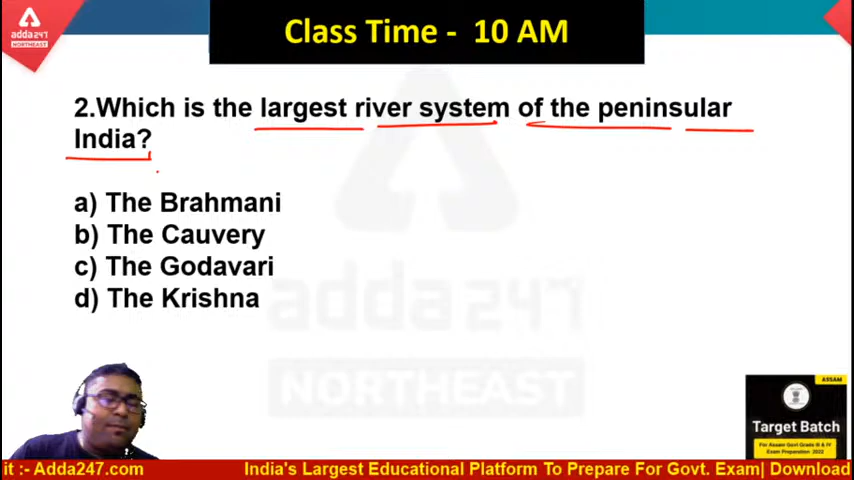 adda247
NORTHEAST
Class Time - 10 AM
2.Which is the largest river system of the peninsular
India?
a) The Brahmani
b) The Cauvery
c) The Godavari
d) The Krishna
adda247
NORTHEAST
ASSAM
Target Batch
For Assam Govt Grade III & IV
Exam Preparation 2022
it :- Adda247.com
India's Largest Educational Platform To Prepare For Govt. Exam| Download